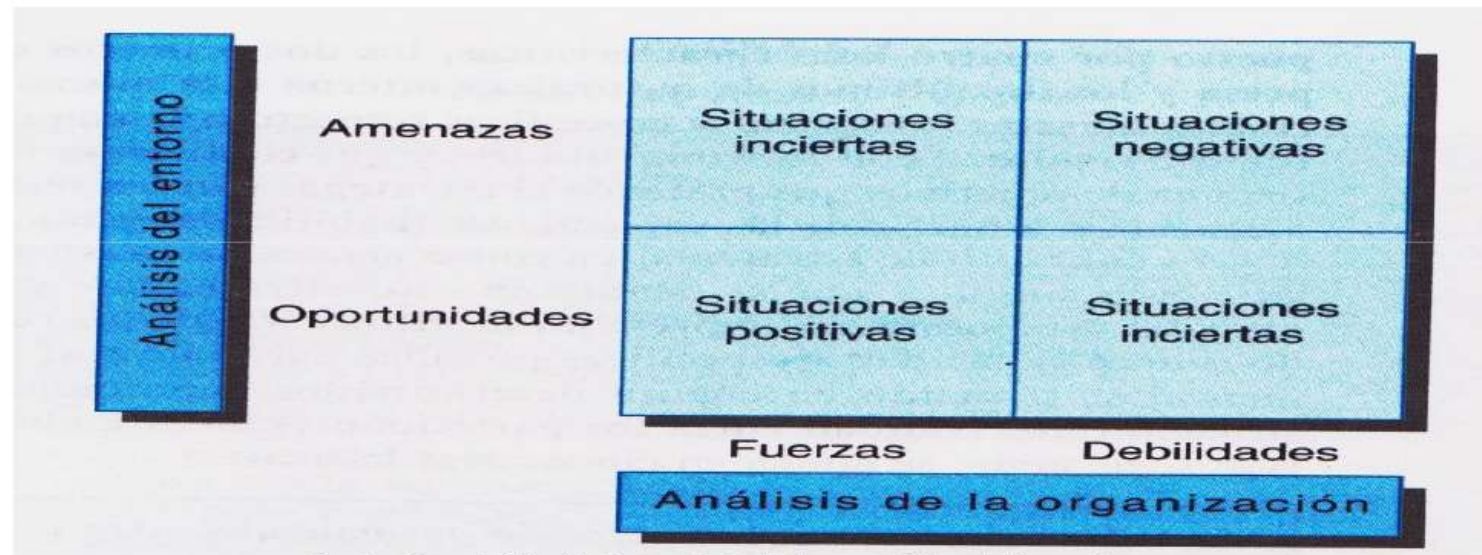 Análisis del entorno
Amenazas
Situaciones
inciertas
Situaciones
negativas
Oportunidades
Situaciones
positivas
Situaciones
inciertas
Fuerzas
Debilidades
Análisis de la organización